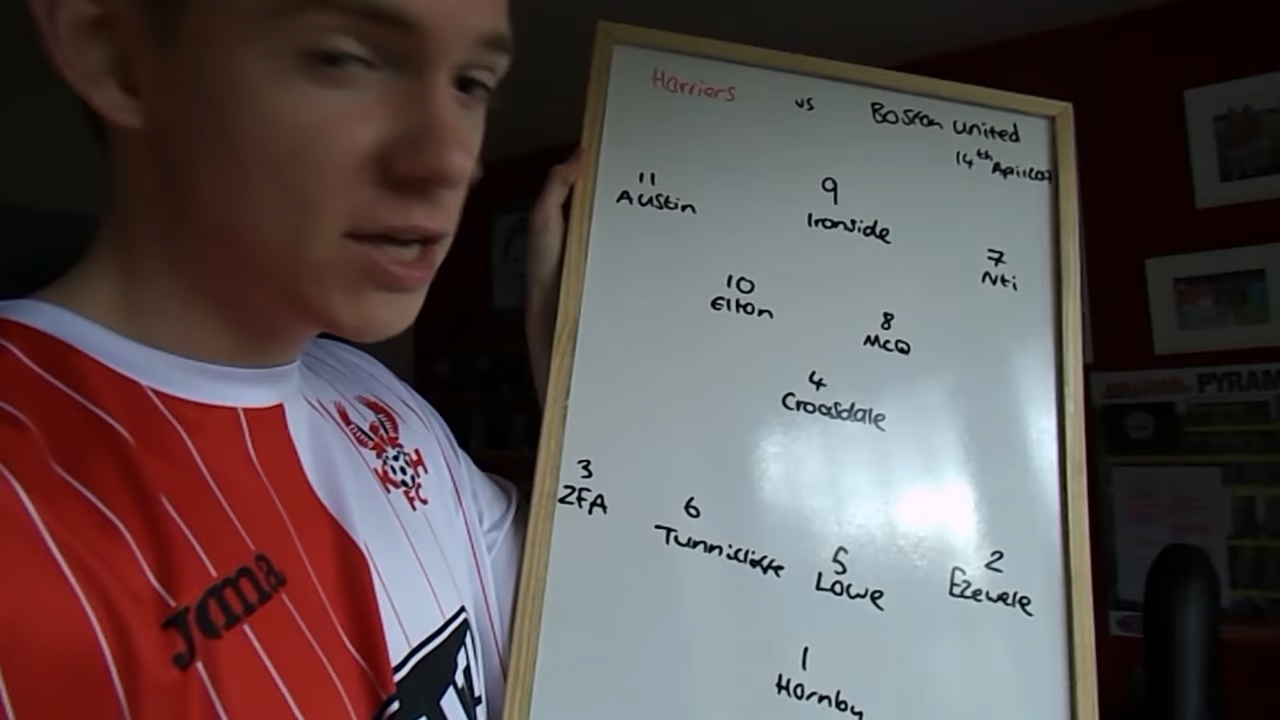 Harriers vs Boston United
14th April 07
11
Austin
9
Ironside
7
Nti
10
Elton
8
McQ
4
Croasdale
3
ZFA
6
Tunnicliffe
5
Lowe
2
Ezewele
1
Hornby
KHFC
Joma
PYRAM